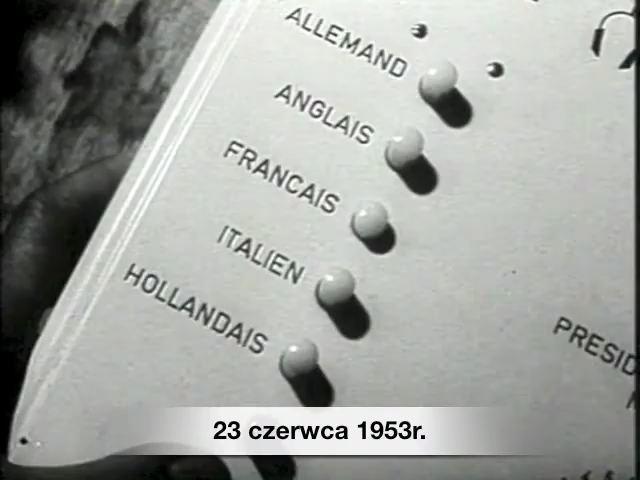 ALLEMAND
ANGLAIS
FRANCAIS
ITALIEN
HOLLANDAIS
PRESID
23 czerwca 1953r.